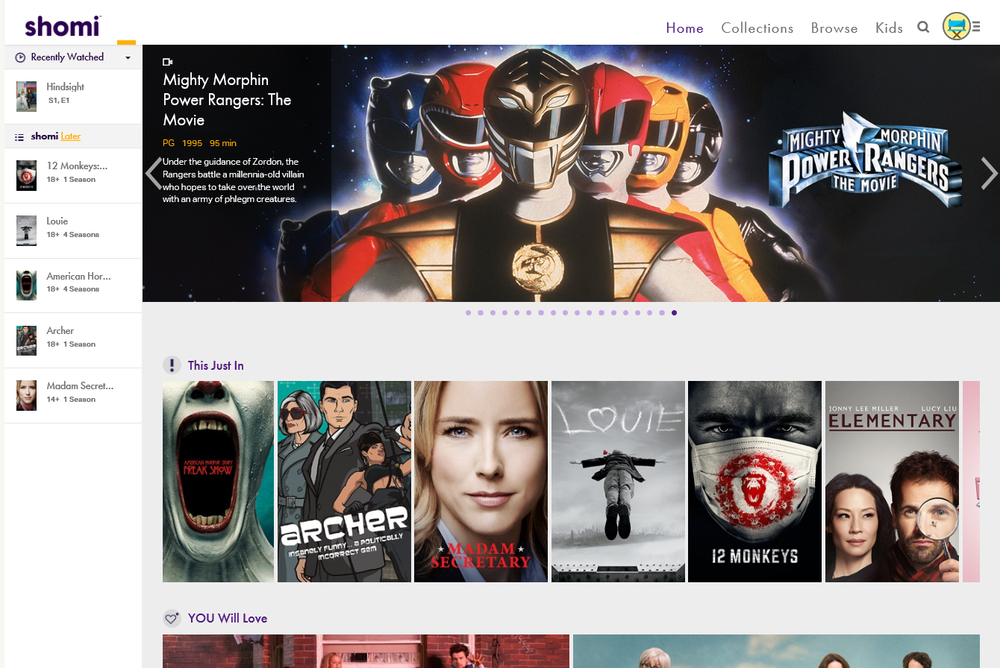 shomi™
Home Collections Browse Kids
Recently Watched
Hindsight
S1, E1
shomi Later
12 Monkeys:...
18+ 1 Season
Louie
18+ 4 Seasons
American Hor...
18+ 4 Seasons
Archer
18+ 1 Season
Madam Secret...
14+ 1 Season
Mighty Morphin
Power Rangers: The
Movie
PG 1995 95 min
Under the guidance of Zordon, the
Rangers battle a millennia-old villain
who hopes to take over the world
with an army of phlegm creatures.
MIGHTY MORPHIN
POWER RANGERS
THE MOVIE
This Just In
AMERICAN HORROR STORY
FREAK SHOW
ARCHER
INSANELY FUNNY... A POLITICALLY
INCORRECT GEM
MADAM
SECRETARY
LOUIE
12 MONKEYS
JONNY LEE MILLER LUCY LIU
ELEMENTARY
YOU Will Love